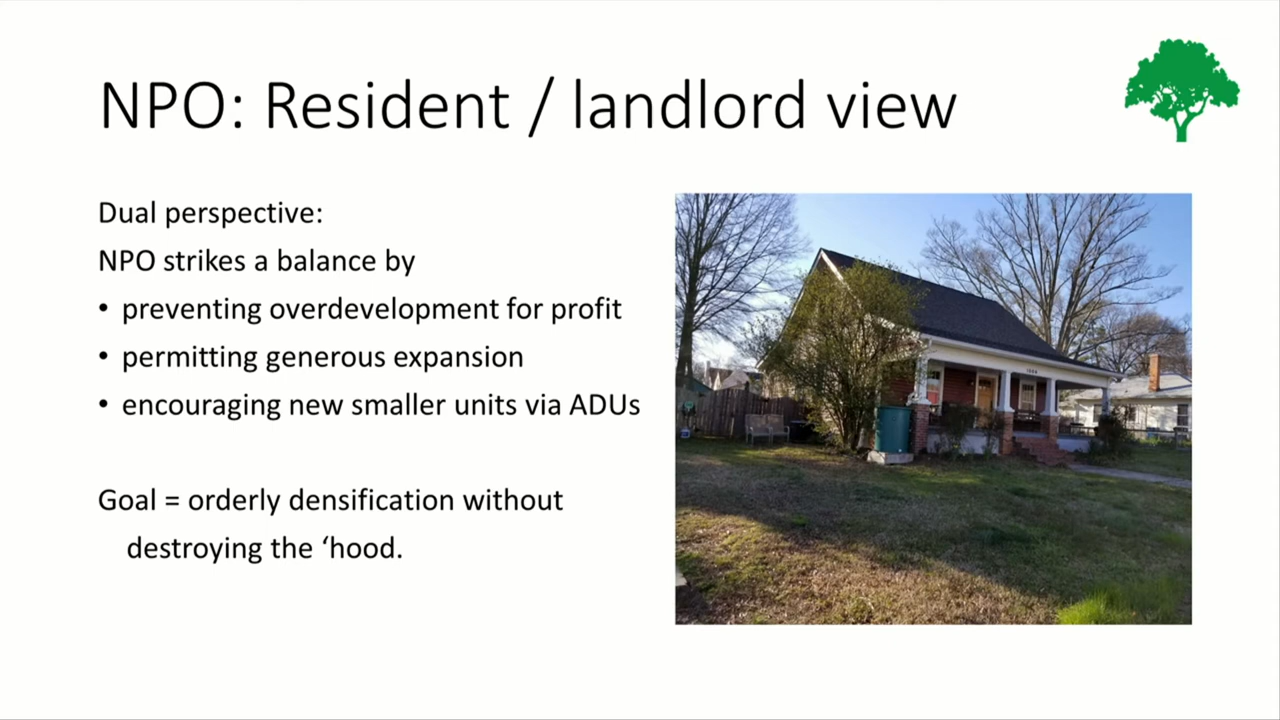 NPO: Resident / landlord view
Dual perspective:
NPO strikes a balance by
• preventing overdevelopment for profit
• permitting generous expansion
• encouraging new smaller units via ADUs
Goal = orderly densification without
destroying the ‘hood.